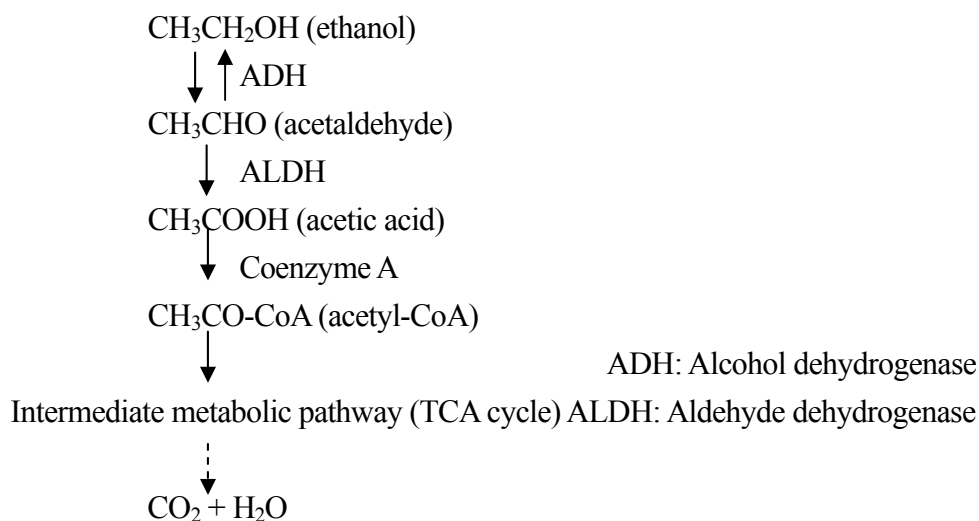 CH₃CH₂OH (ethanol)
ADH
CH₃CHO (acetaldehyde)
ALDH
CH₃COOH (acetic acid)
Coenzyme A
CH₃CO-CoA (acetyl-CoA)
ADH: Alcohol dehydrogenase
Intermediate metabolic pathway (TCA cycle) ALDH: Aldehyde dehydrogenase
CO₂ + H₂O